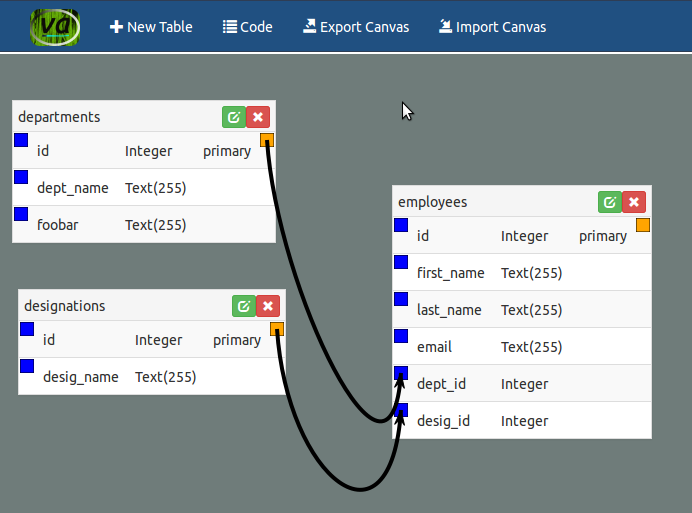 va
New Table
Code
Export Canvas
Import Canvas
departments
id Integer primary
dept_name Text(255)
foobar Text(255)
designations
id Integer primary
desig_name Text(255)
employees
id Integer primary
first_name Text(255)
last_name Text(255)
email Text(255)
dept_id Integer
desig_id Integer